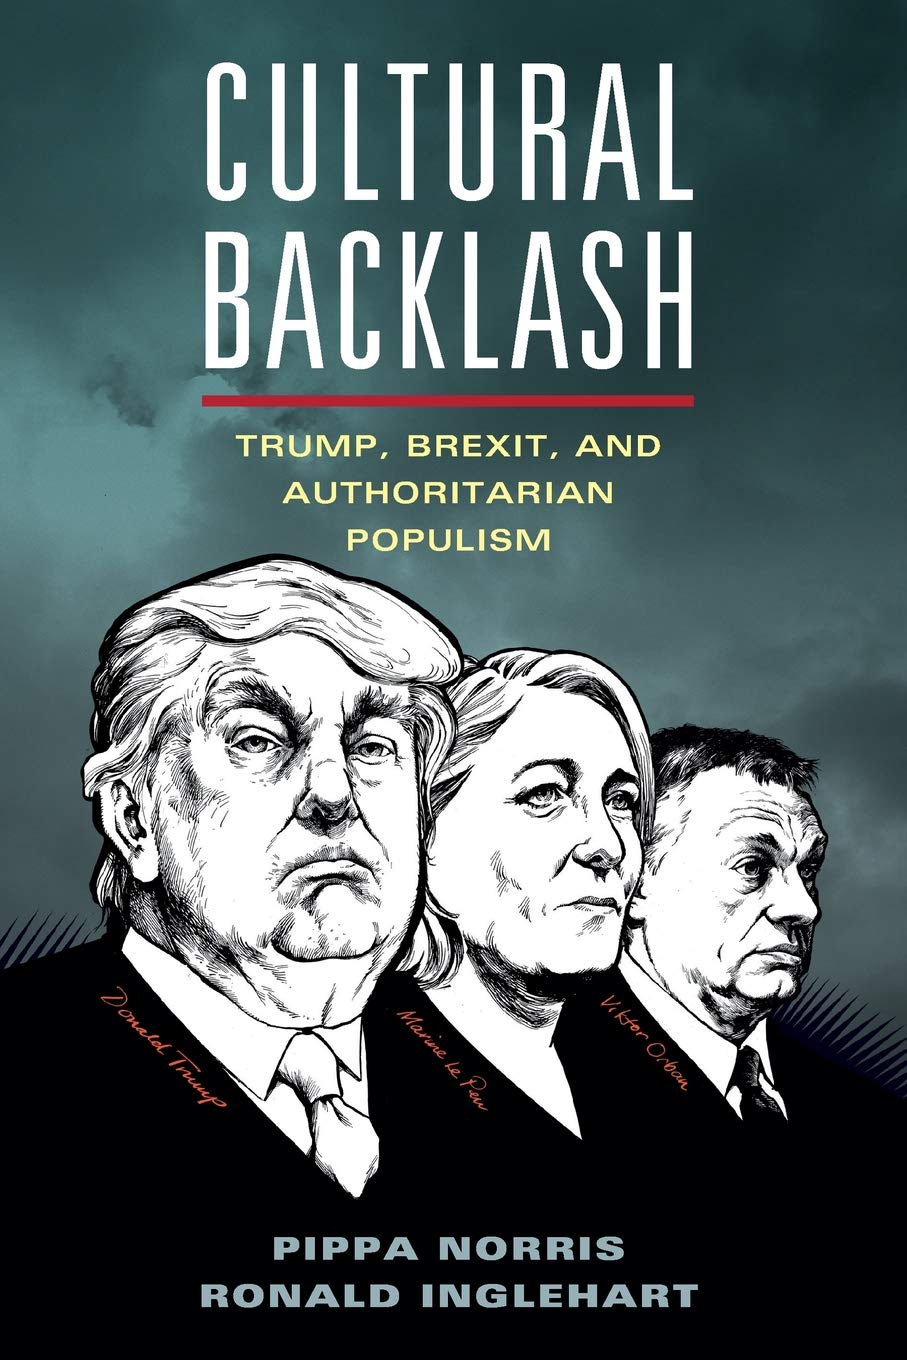 CULTURAL
BACKLASH
TRUMP, BREXIT, AND
AUTHORITARIAN
POPULISM
Donald Trump
Marine Le Pen
Viktor Orban
PIPPA NORRIS
RONALD INGLEHART